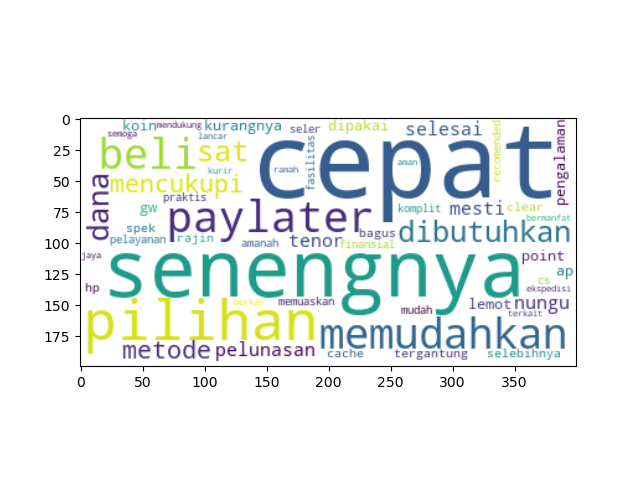 0
25
50
75
100
125
150
175
0 50 100 150 200 250 300 350
koin mendukung kurangnya seler dipakai selesai
semoga lancar
beli sat cepat
fasilitas recomended pengalaman
kurir ramah aman
mencukupi
dana praktis
gw paylater komplit mesti clear
bermanfat
spek bagus dibutuhkan
pelayanan rajin amanah tenor finansial
jaya senengnya point
ap
hp cs
ekspedisi
pilihan berkah memuaskan mudah lemot nungu
terkait
memudahkan
metode pelunasan cache tergantung selebihnya